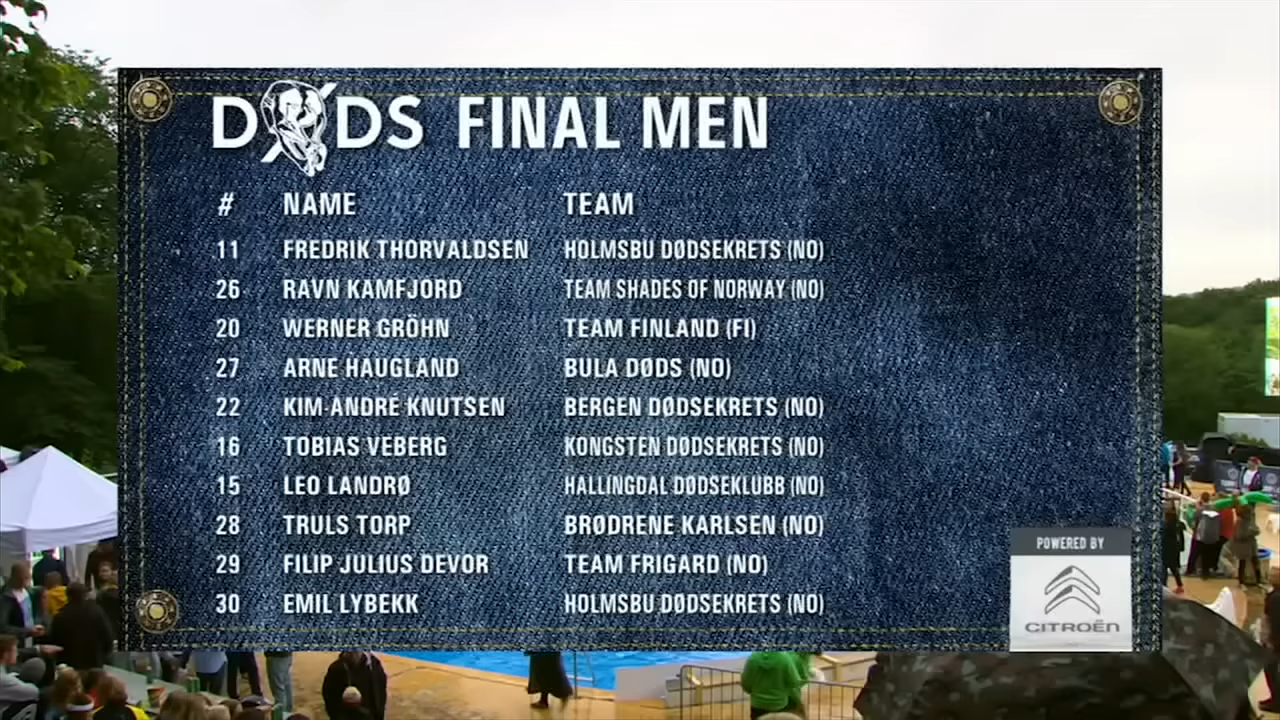 DØDS FINAL MEN
# NAME TEAM
11 FREDRIK THORVALDSEN HOLMSBU DØDSEKRETS (NO)
26 RAVN KAMFJORD TEAM SHADES OF NORWAY (NO)
20 WERNER GRÖHN TEAM FINLAND (FI)
27 ARNE HAUGLAND BULA DØDS (NO)
22 KIM-ANDRÉ KNUTSEN BERGEN DØDSEKRETS (NO)
16 TOBIAS VEBERG KONGSTEN DØDSEKRETS (NO)
15 LEO LANDRØ HALLINGDAL DØDSEKLUBB (NO)
28 TRULS TORP BRØDRENE KARLSEN (NO)
29 FILIP JULIUS DEVOR TEAM FRIGARD (NO)
30 EMIL LYBEKK HOLMSBU DØDSEKRETS (NO)
POWERED BY
CITROËN